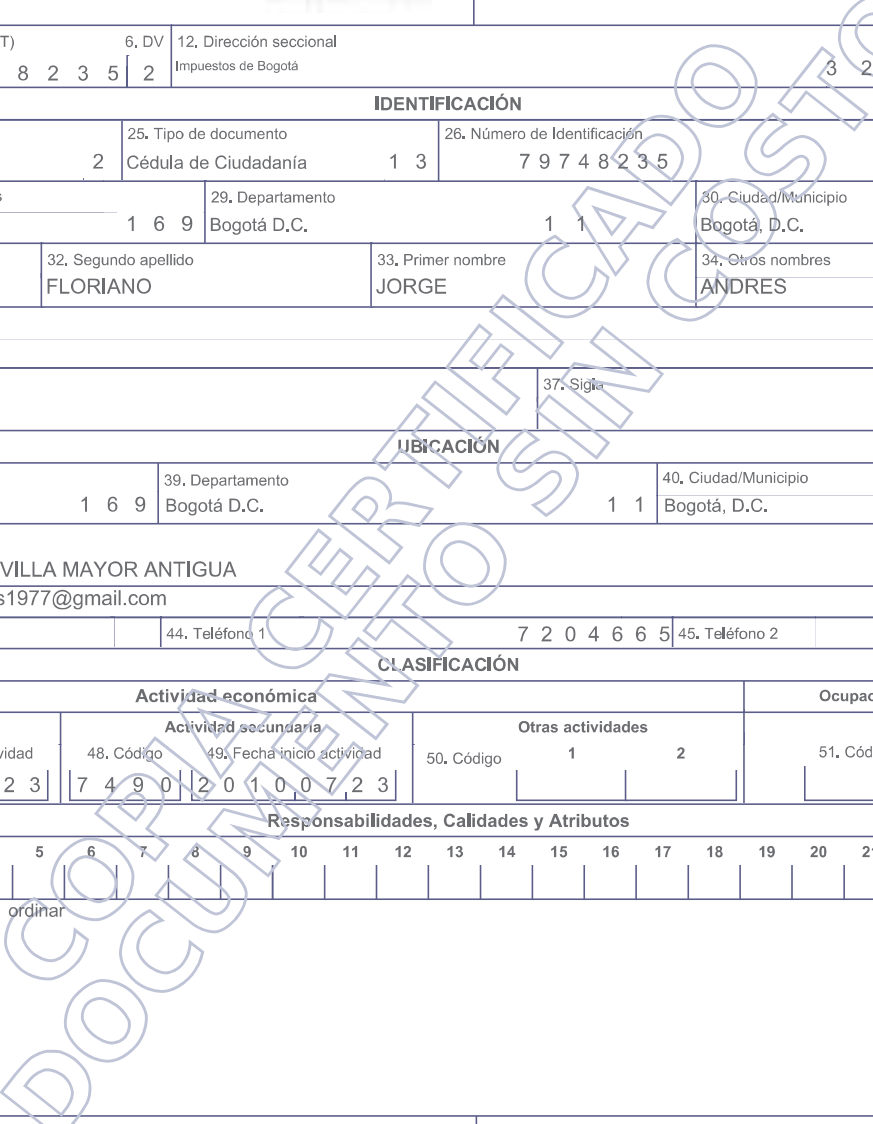 T) 6. DV 12. Dirección seccional
8 2 3 5 2 Impuestos de Bogotá 3 2
IDENTIFICACIÓN
25. Tipo de documento 26. Número de Identificación
2 Cédula de Ciudadanía 1 3 7 9 7 4 8 2 3 5
s 29. Departamento 30. Ciudad/Municipio
1 6 9 Bogotá D.C. 1 1 Bogotá, D.C.
32. Segundo apellido 33. Primer nombre 34. Otros nombres
FLORIANO JORGE ANDRES
37. Sigla
UBICACIÓN
39. Departamento 40. Ciudad/Municipio
1 6 9 Bogotá D.C. 1 1 Bogotá, D.C.
VILLA MAYOR ANTIGUA
s1977@gmail.com
44. Teléfono 1 7 2 0 4 6 6 5 45. Teléfono 2
CLASIFICACIÓN
Actividad económica Ocupac
Actividad secundaria Otras actividades
vidad 48. Código 49. Fecha inicio actividad 50. Código 1 2 51. Cód
2 3 7 4 9 0 2 0 1 0 0 7 2 3
Responsabilidades, Calidades y Atributos
5 6 7 8 9 10 11 12 13 14 15 16 17 18 19 20 21
ordinar
COPIA CERTIFICADO
DOCUMENTO SIN COSTO